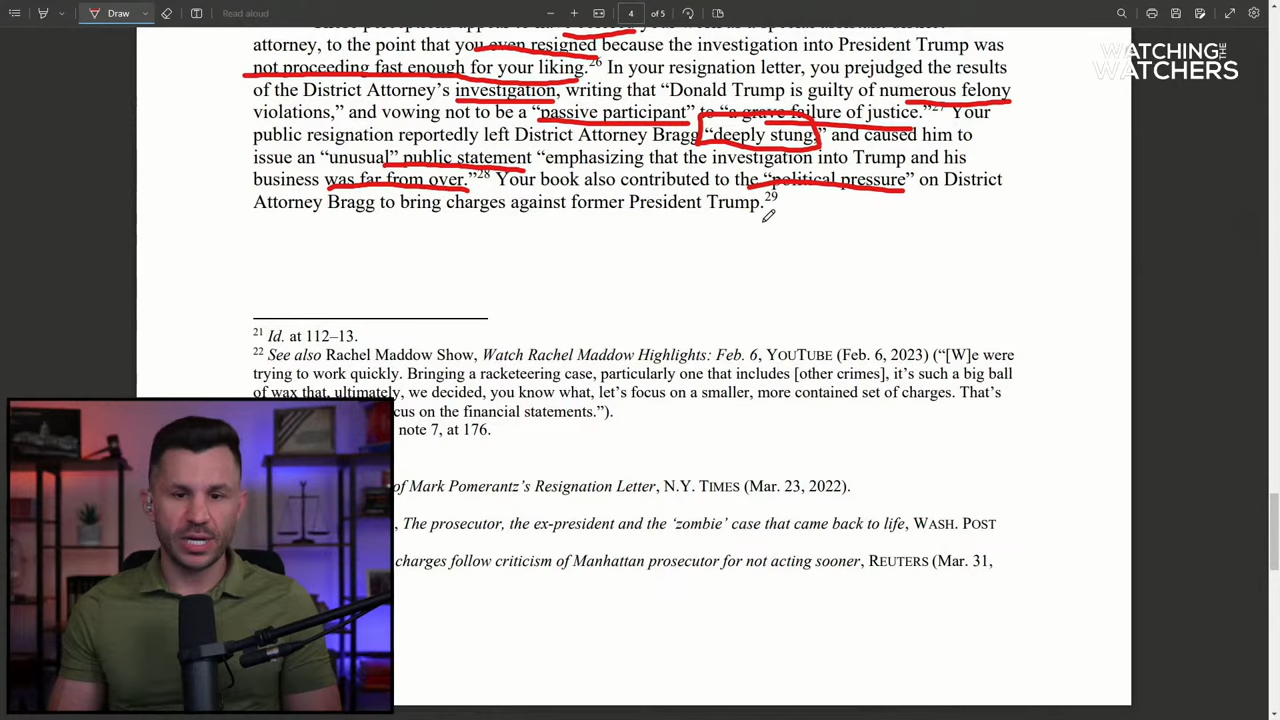 Draw
Read aloud
4 of 5
WATCHING THE WATCHERS
attorney, to the point that you even resigned because the investigation into President Trump was
not proceeding fast enough for your liking.26 In your resignation letter, you prejudged the results
of the District Attorney’s investigation, writing that “Donald Trump is guilty of numerous felony
violations,” and vowing not to be a “passive participant” to “a grave failure of justice.”27 Your
public resignation reportedly left District Attorney Bragg “deeply stung,” and caused him to
issue an “unusual” public statement “emphasizing that the investigation into Trump and his
business was far from over.”28 Your book also contributed to the “political pressure” on District
Attorney Bragg to bring charges against former President Trump.29
21 Id. at 112–13.
22 See also Rachel Maddow Show, Watch Rachel Maddow Highlights: Feb. 6, YOUTUBE (Feb. 6, 2023) (“[W]e were
trying to work quickly. Bringing a racketeering case, particularly one that includes [other crimes], it’s such a big ball
of wax that, ultimately, we decided, you know what, let’s focus on a smaller, more contained set of charges. That’s
cus on the financial statements.”).
note 7, at 176.
of Mark Pomerantz’s Resignation Letter, N.Y. TIMES (Mar. 23, 2022).
, The prosecutor, the ex-president and the ‘zombie’ case that came back to life, WASH. POST
charges follow criticism of Manhattan prosecutor for not acting sooner, REUTERS (Mar. 31,